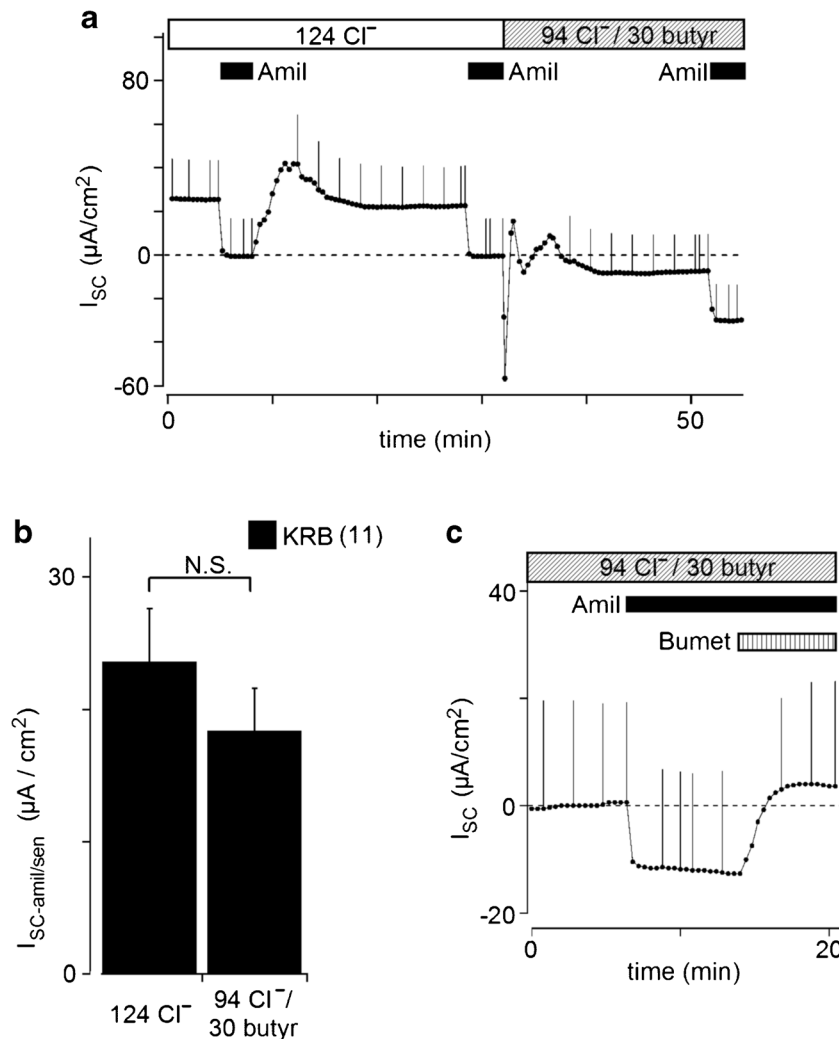 a
124 Cl⁻
94 Cl⁻/ 30 butyr
Amil
Amil
Amil
80
0
-60
I_SC (µA/cm²)
0
50
time (min)
b
KRB (11)
N.S.
30
0
I_SC-amil/sen (µA / cm²)
124 Cl⁻
94 Cl⁻/
30 butyr
c
94 Cl⁻/ 30 butyr
Amil
Bumet
40
0
-20
I_SC (µA/cm²)
0
20
time (min)